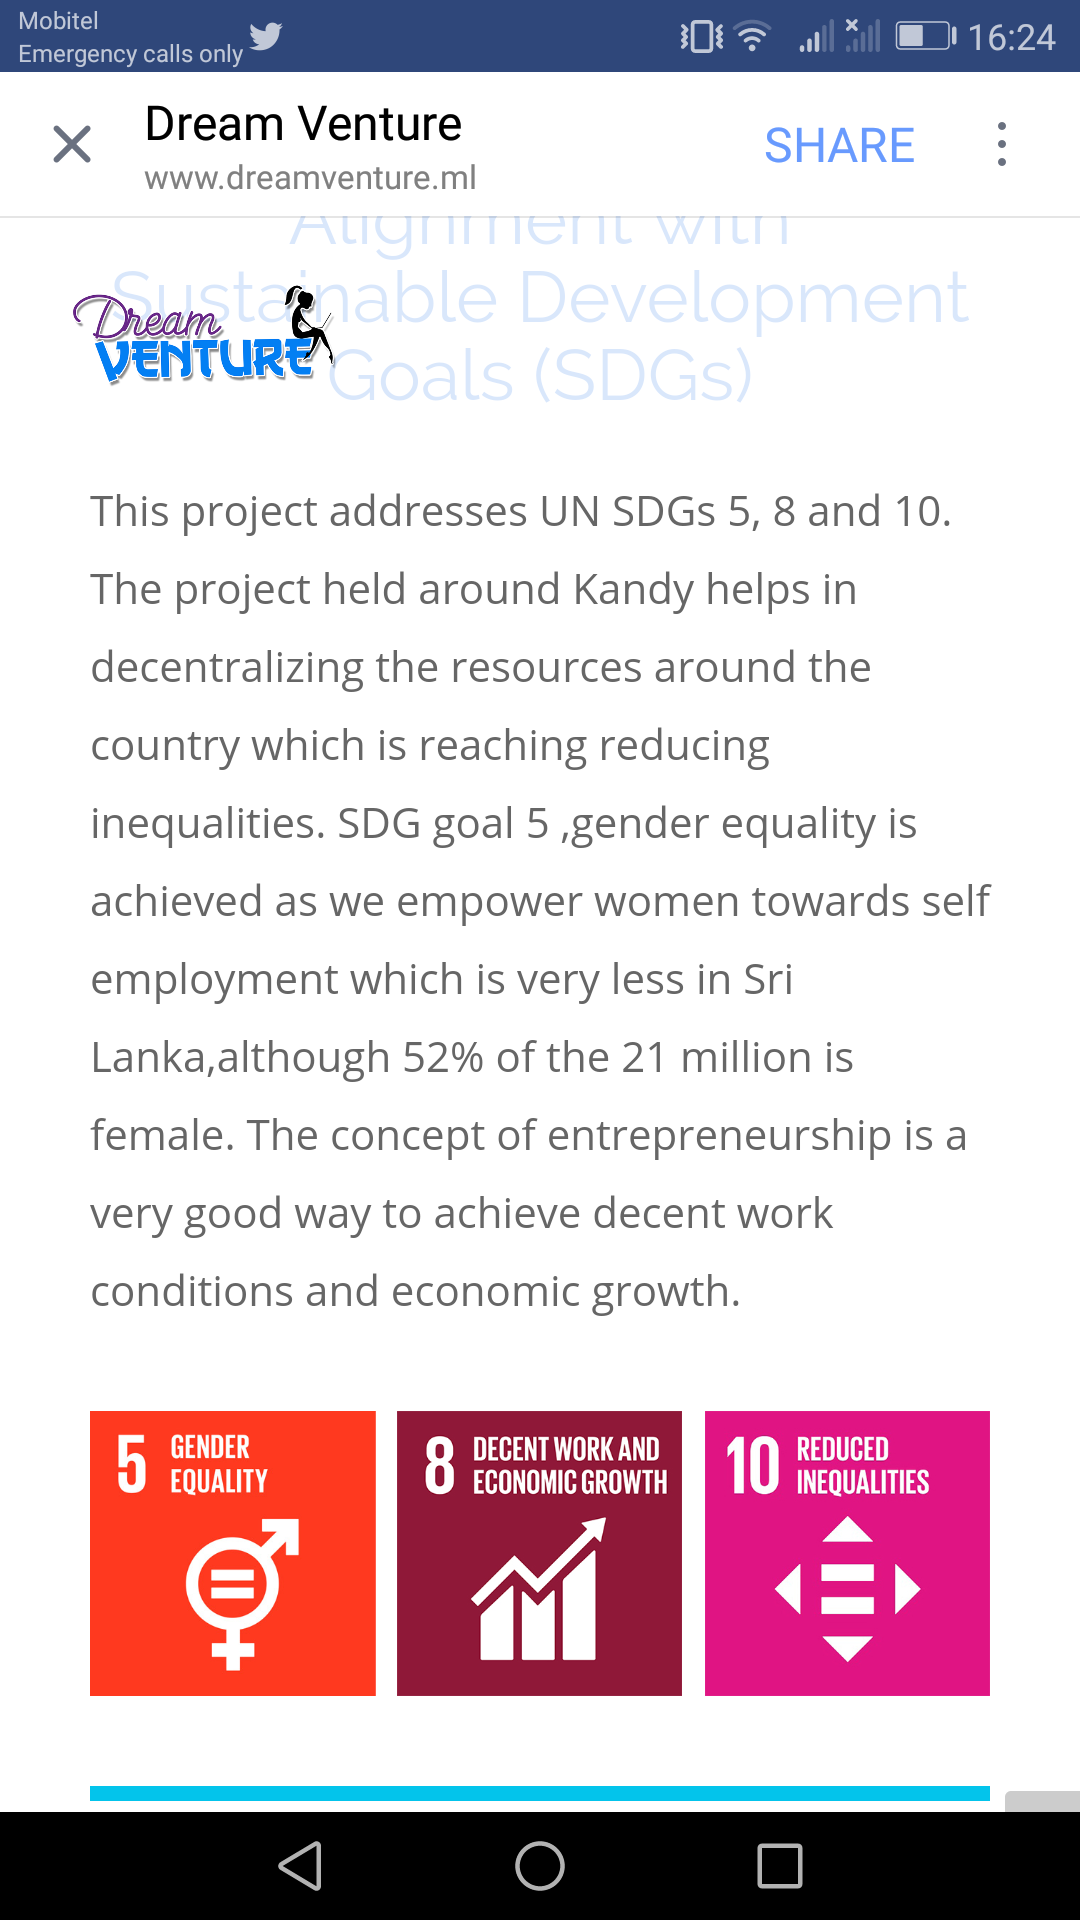 Mobitel
Emergency calls only
16:24
Dream Venture
www.dreamventure.ml
SHARE
Alignment with
Sustainable Development
Goals (SDGs)
Dream
VENTURE
This project addresses UN SDGs 5, 8 and 10.
The project held around Kandy helps in
decentralizing the resources around the
country which is reaching reducing
inequalities. SDG goal 5 ,gender equality is
achieved as we empower women towards self
employment which is very less in Sri
Lanka,although 52% of the 21 million is
female. The concept of entrepreneurship is a
very good way to achieve decent work
conditions and economic growth.
5 GENDER
EQUALITY
8 DECENT WORK AND
ECONOMIC GROWTH
10 REDUCED
INEQUALITIES